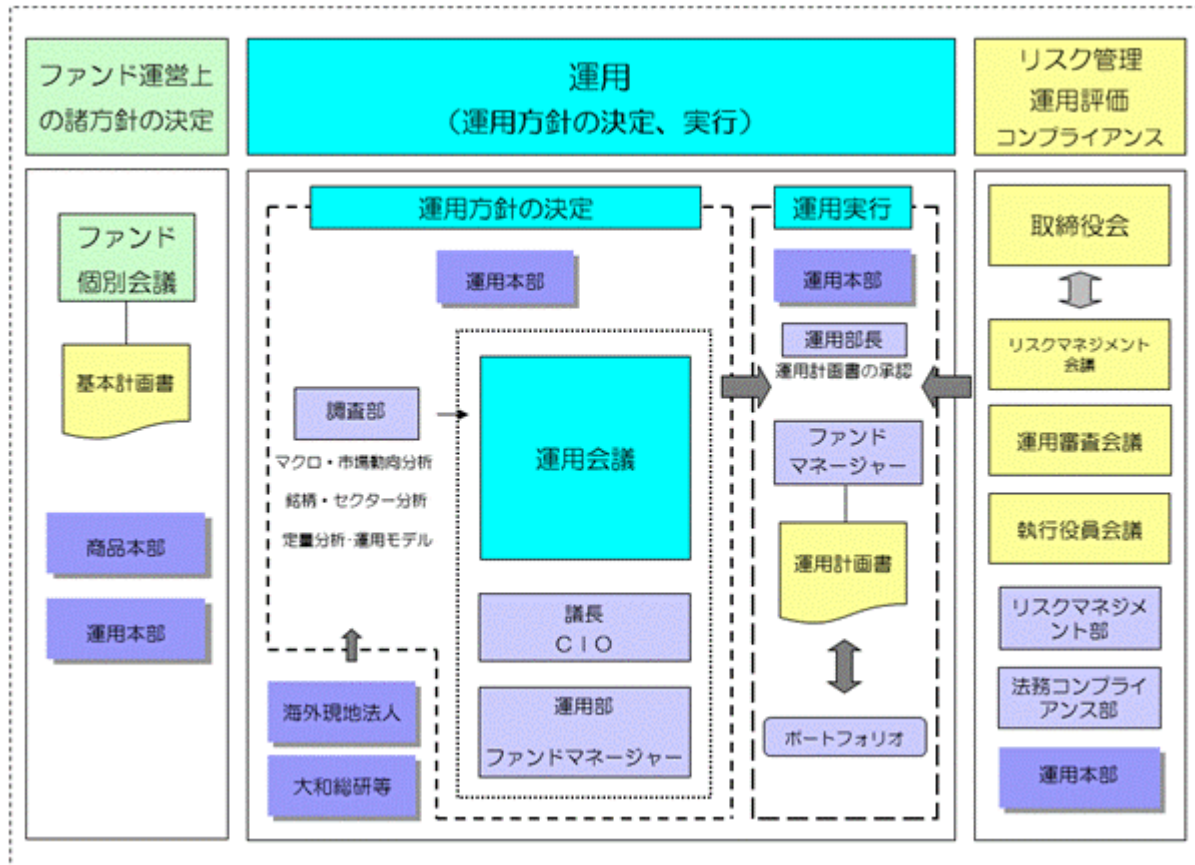 ファンド運営上
の諸方針の決定
運用
（運用方針の決定、実行）
リスク管理
運用評価
コンプライアンス
ファンド
個別会議
基本計画書
商品本部
運用本部
運用方針の決定
運用本部
調査部
マクロ・市場動向分析
銘柄・セクター分析
定量分析・運用モデル
運用会議
議長
ＣＩＯ
運用部
ファンドマネージャー
海外現地法人
大和総研等
運用実行
運用本部
運用部長
運用計画書の承認
ファンド
マネージャー
運用計画書
ポートフォリオ
取締役会
リスクマネジメント
会議
運用審査会議
執行役員会議
リスクマネジメ
ント部
法務コンプライ
アンス部
運用本部